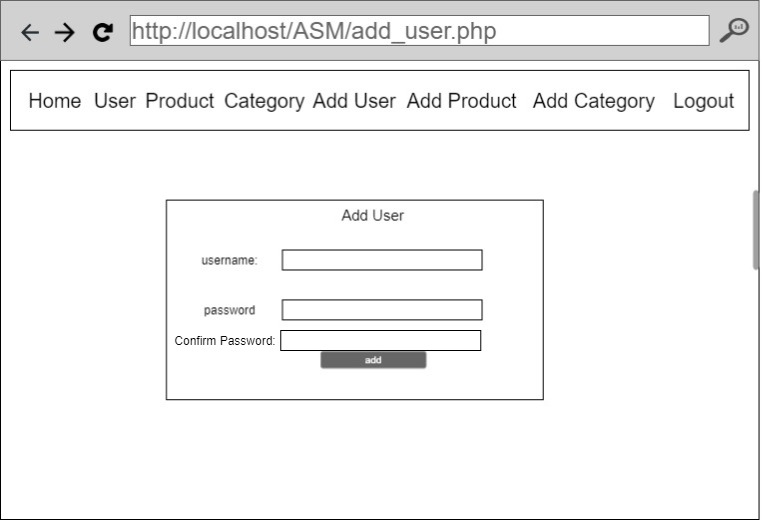 http://localhost/ASM/add_user.php
Home User Product Category Add User Add Product Add Category Logout
Add User
username:
password
Confirm Password:
add